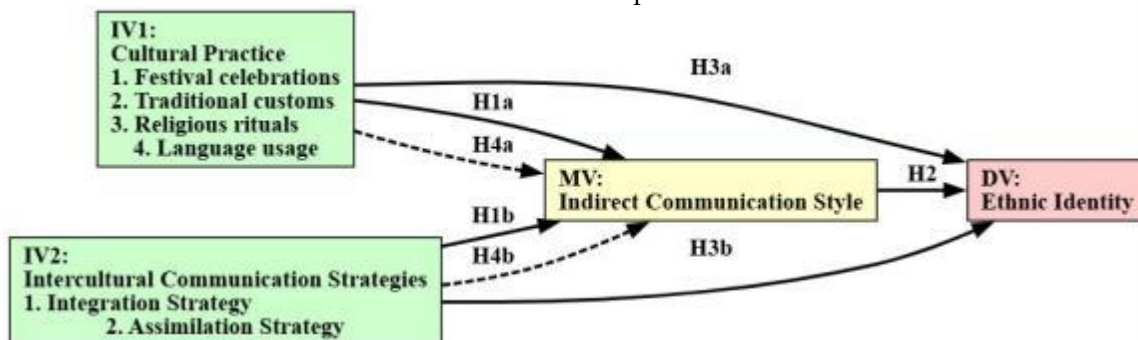 IV1:
Cultural Practice
1. Festival celebrations
2. Traditional customs
3. Religious rituals
4. Language usage
H3a
H1a
H4a
MV:
Indirect Communication Style
H2
DV:
Ethnic Identity
H1b
H4b
H3b
IV2:
Intercultural Communication Strategies
1. Integration Strategy
2. Assimilation Strategy